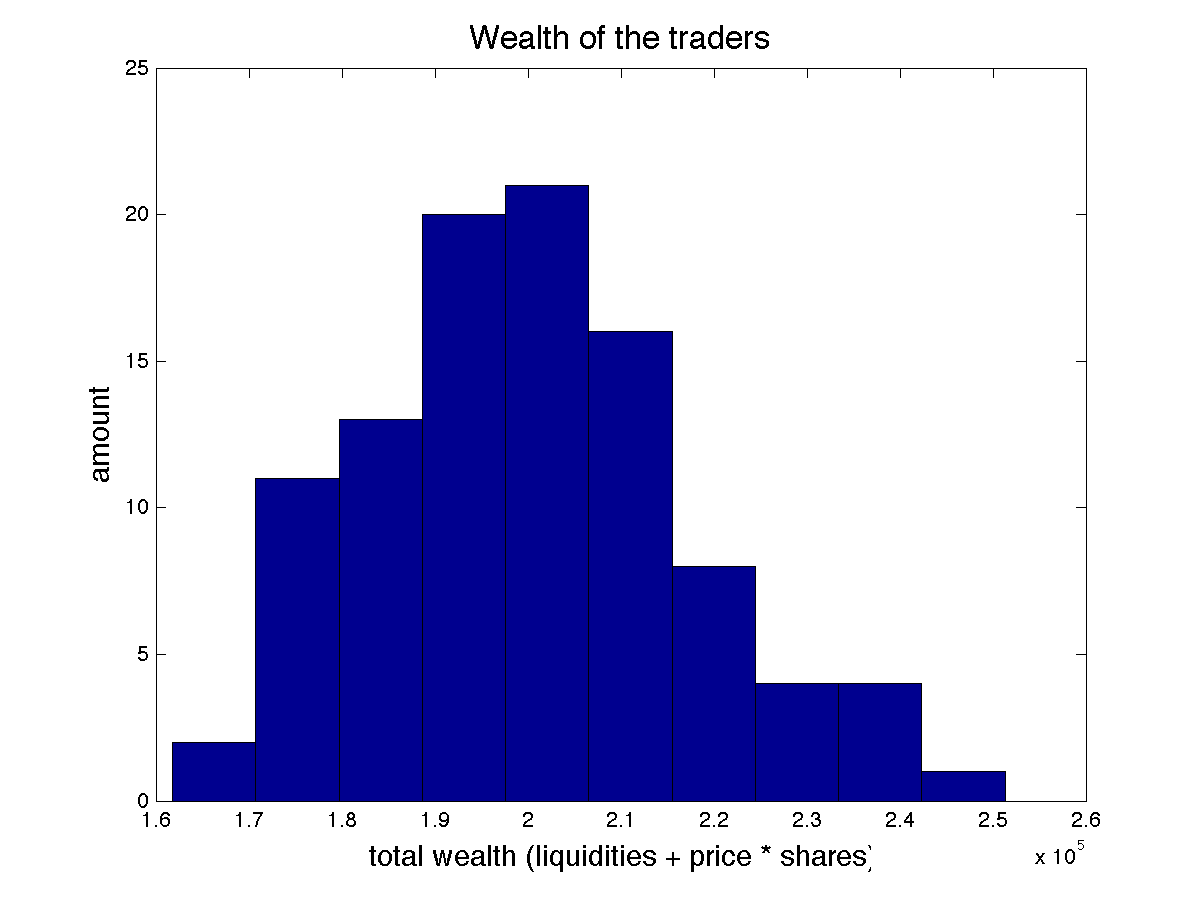 Wealth of the traders
25
20
15
10
5
0
amount
1.6 1.7 1.8 1.9 2 2.1 2.2 2.3 2.4 2.5 2.6
total wealth (liquidities + price * shares)
x 10^5